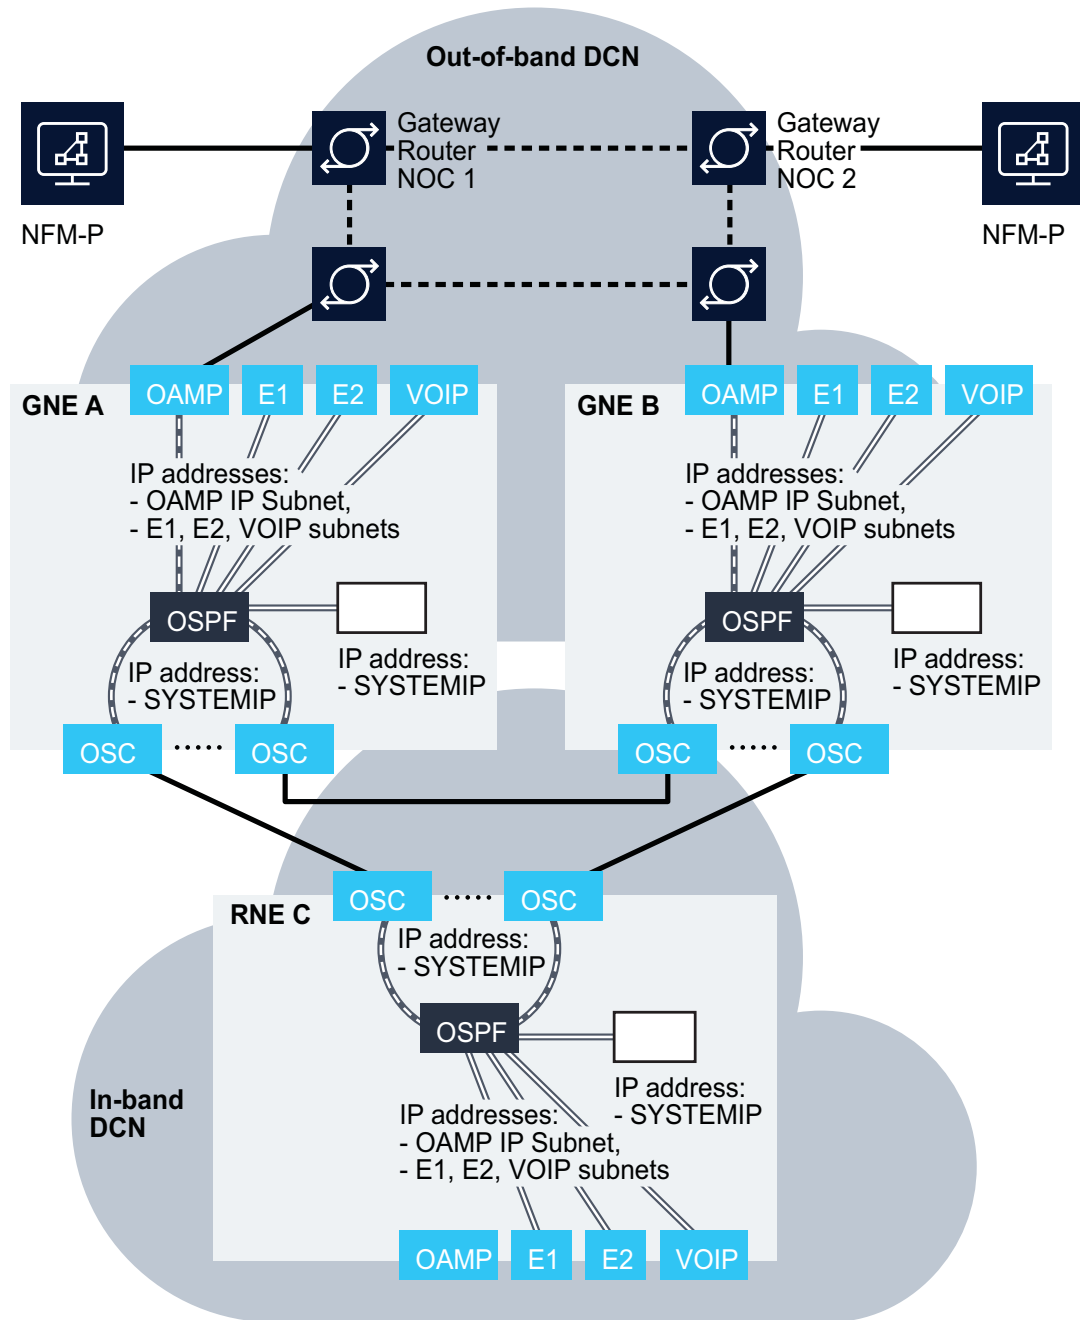 Out-of-band DCN
Gateway
Router
NOC 1
Gateway
Router
NOC 2
NFM-P
NFM-P
GNE A
OAMP
E1
E2
VOIP
IP addresses:
- OAMP IP Subnet,
- E1, E2, VOIP subnets
OSPF
IP address:
- SYSTEMIP
IP address:
- SYSTEMIP
OSC
.....
OSC
GNE B
OAMP
E1
E2
VOIP
IP addresses:
- OAMP IP Subnet,
- E1, E2, VOIP subnets
OSPF
IP address:
- SYSTEMIP
IP address:
- SYSTEMIP
OSC
.....
OSC
RNE C
OSC
.....
OSC
IP address:
- SYSTEMIP
OSPF
IP address:
- SYSTEMIP
In-band
DCN
IP addresses:
- OAMP IP Subnet,
- E1, E2, VOIP subnets
OAMP
E1
E2
VOIP